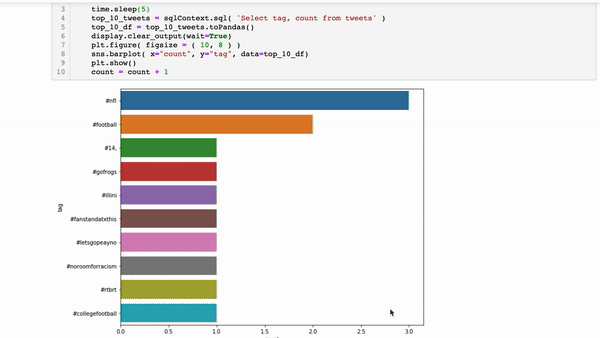 3 time.sleep(5)
4 top_10_tweets = sqlContext.sql( 'Select tag, count from tweets' )
5 top_10_df = top_10_tweets.toPandas()
6 display.clear_output(wait=True)
7 plt.figure( figsize = ( 10, 8 ) )
8 sns.barplot( x="count", y="tag", data=top_10_df)
9 plt.show()
10 count = count + 1
#nfl
#football
#14,
#gofrogs
#illini
#fanstandatxthis
#letsgopeayno
#noroomforracism
#rtbrt
#collegefootball
tag
0.0 0.5 1.0 1.5 2.0 2.5 3.0